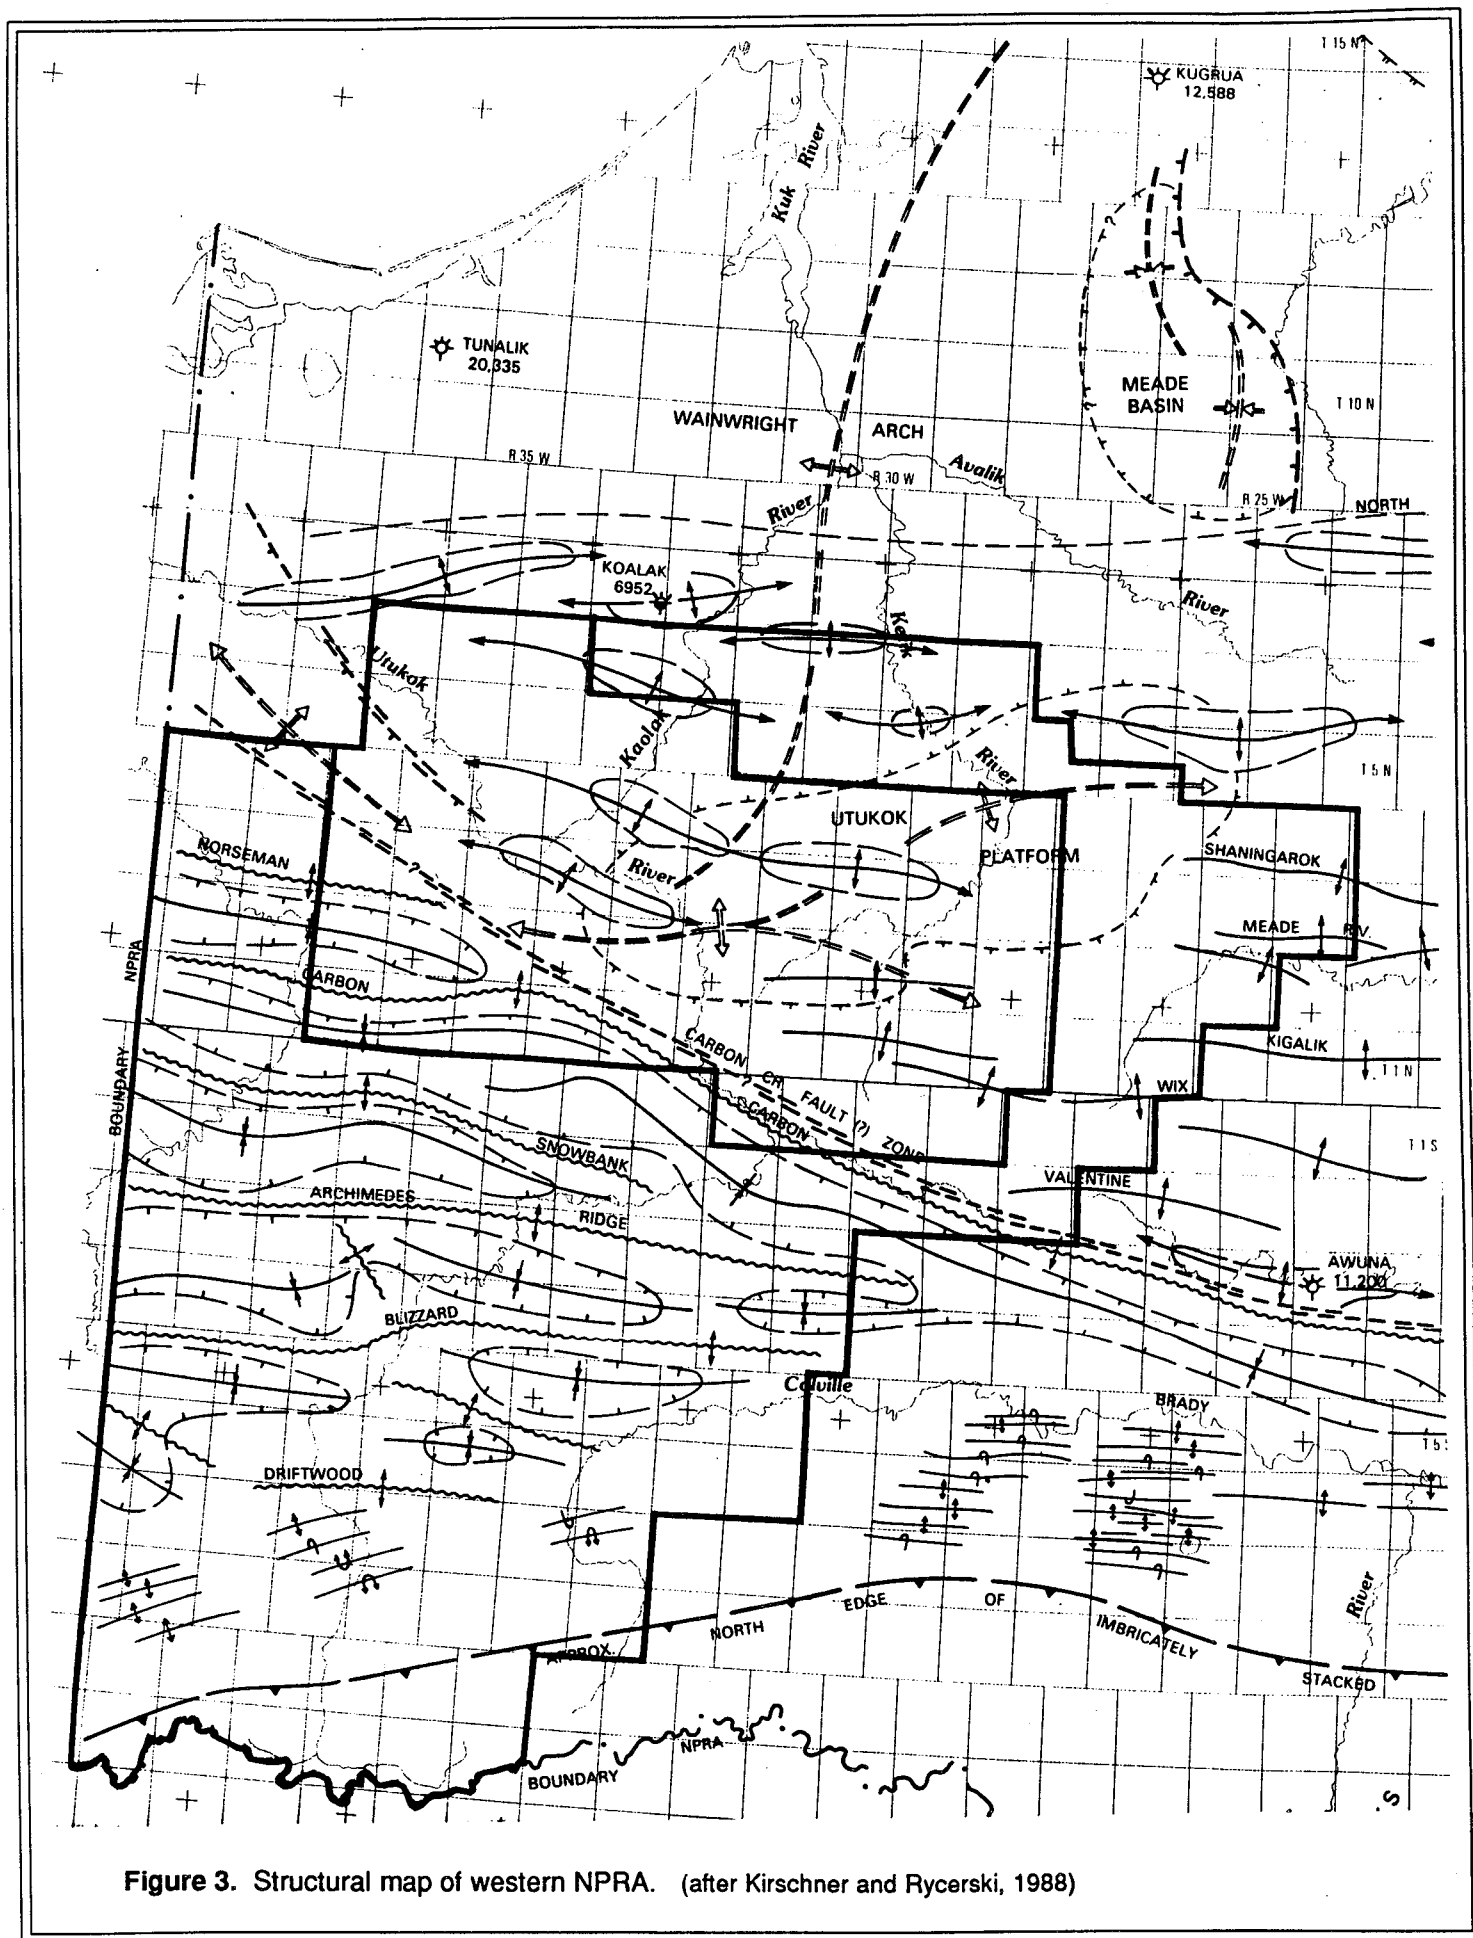 T 15 N
KUGRUA
12,588
Kuk River
TUNALIK
20,335
MEADE
BASIN
T 10 N
WAINWRIGHT ARCH
R 35 W
R 30 W
Avalik
R 25 W
NORTH
River
KOALAK
6952
River
Utukok
Kaolak
River
T 5 N
UTUKOK
PLATFORM
NORSEMAN
SHANINGAROK
River
MEADE RV.
NPRA
CARBON
BOUNDARY
CARBON CR FAULT (?) ZONE
KIGALIK
T 1 N
WIX
CARBON
T 1 S
SNOWBANK
VALENTINE
ARCHIMEDES RIDGE
AWUNA
11,200
BLIZZARD
Colville
BRADY
T 5 S
DRIFTWOOD
River
APPROX. NORTH EDGE OF IMBRICATELY STACKED
NPRA
BOUNDARY
S
Figure 3. Structural map of western NPRA. (after Kirschner and Rycerski, 1988)